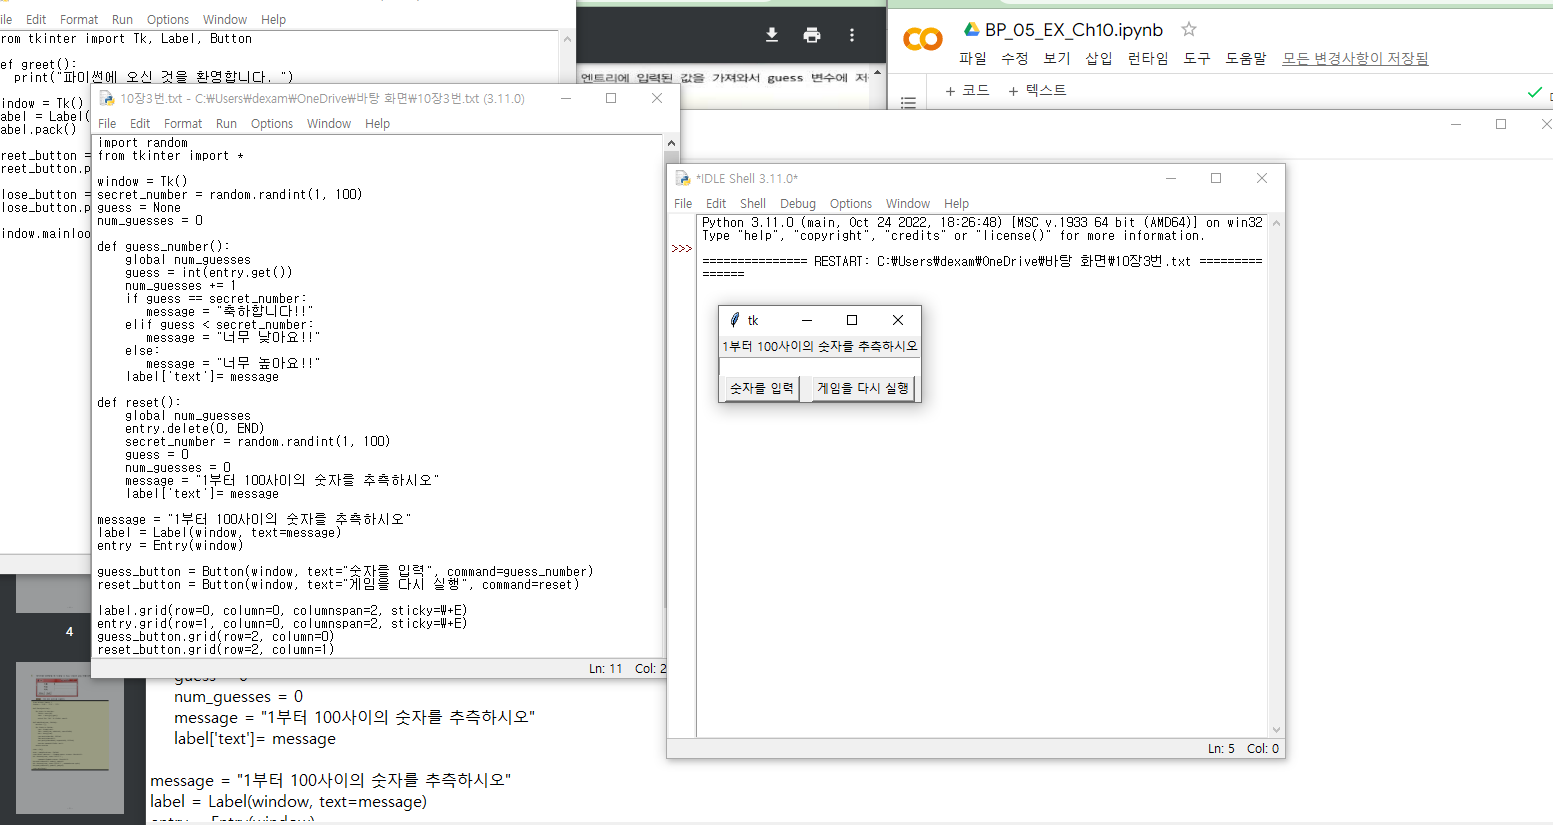 ile Edit Format Run Options Window Help
rom tkinter import Tk, Label, Button
ef greet():
print("파이썬에 오신 것을 환영합니다. ")
indow = Tk()
abel = Label(
abel.pack()
reet_button =
reet_button.p
lose_button =
lose_button.p
indow.mainloo
엔트리에 입력된 값을 가져와서 guess 변수에 저
BP_05_EX_Ch10.ipynb
파일 수정 보기 삽입 런타임 도구 도움말 모든 변경사항이 저장됨
+ 코드 + 텍스트
10장3번.txt - C:₩Users₩dexam₩OneDrive₩바탕 화면₩10장3번.txt (3.11.0)
File Edit Format Run Options Window Help
import random
from tkinter import *
window = Tk()
secret_number = random.randint(1, 100)
guess = None
num_guesses = 0
def guess_number():
global num_guesses
guess = int(entry.get())
num_guesses += 1
if guess == secret_number:
message = "축하합니다!!"
elif guess < secret_number:
message = "너무 낮아요!!"
else:
message = "너무 높아요!!"
label['text']= message
def reset():
global num_guesses
entry.delete(0, END)
secret_number = random.randint(1, 100)
guess = 0
num_guesses = 0
message = "1부터 100사이의 숫자를 추측하시오"
label['text']= message
message = "1부터 100사이의 숫자를 추측하시오"
label = Label(window, text=message)
entry = Entry(window)
guess_button = Button(window, text="숫자를 입력", command=guess_number)
reset_button = Button(window, text="게임을 다시 실행", command=reset)
label.grid(row=0, column=0, columnspan=2, sticky=W+E)
entry.grid(row=1, column=0, columnspan=2, sticky=W+E)
guess_button.grid(row=2, column=0)
reset_button.grid(row=2, column=1)
Ln: 11 Col: 2
*IDLE Shell 3.11.0*
File Edit Shell Debug Options Window Help
Python 3.11.0 (main, Oct 24 2022, 18:26:48) [MSC v.1933 64 bit (AMD64)] on win32
Type "help", "copyright", "credits" or "license()" for more information.
>>>
=============== RESTART: C:₩Users₩dexam₩OneDrive₩바탕 화면₩10장3번.txt =========
======
tk
1부터 100사이의 숫자를 추측하시오
숫자를 입력 게임을 다시 실행
Ln: 5 Col: 0
4
guess = 0
num_guesses = 0
message = "1부터 100사이의 숫자를 추측하시오"
label['text']= message
message = "1부터 100사이의 숫자를 추측하시오"
label = Label(window, text=message)
entry = Entry(window)